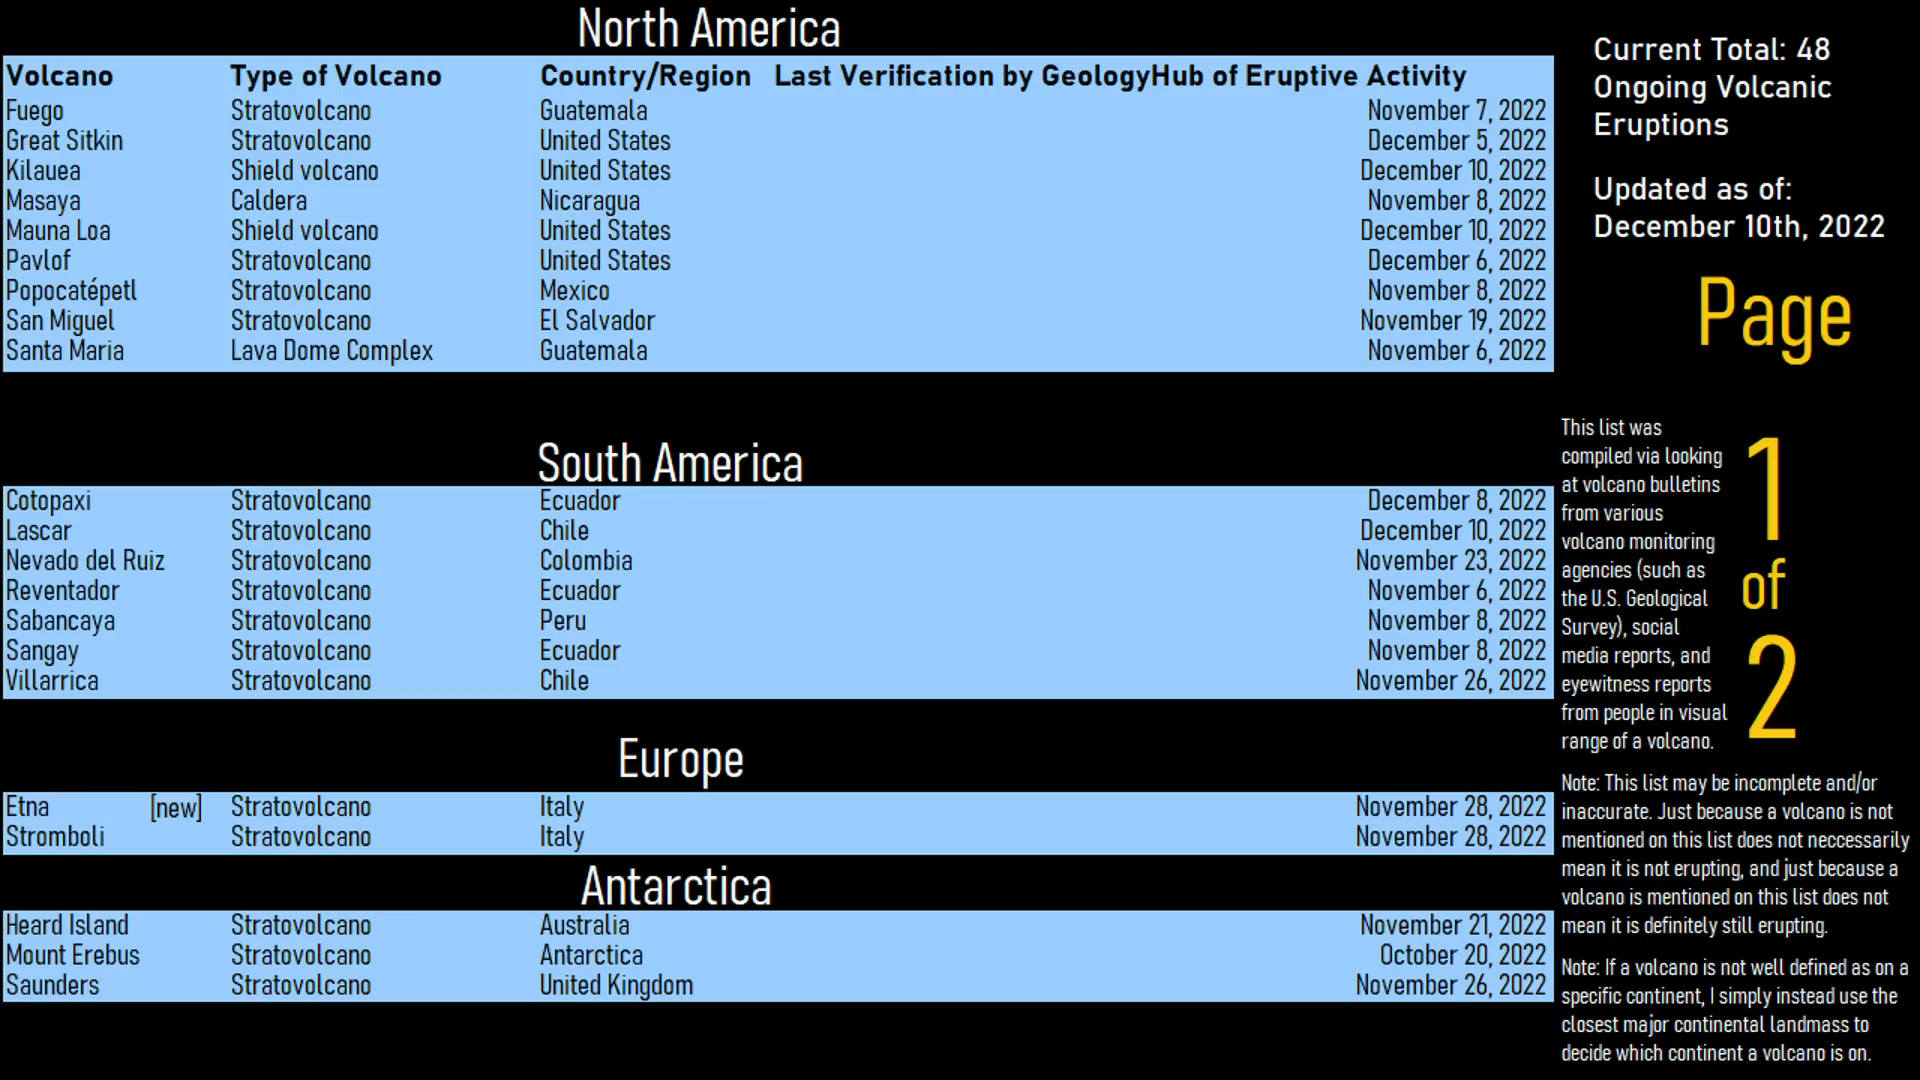 North America
Volcano Type of Volcano Country/Region Last Verification by GeologyHub of Eruptive Activity
Fuego Stratovolcano Guatemala November 7, 2022
Great Sitkin Stratovolcano United States December 5, 2022
Kilauea Shield volcano United States December 10, 2022
Masaya Caldera Nicaragua November 8, 2022
Mauna Loa Shield volcano United States December 10, 2022
Pavlof Stratovolcano United States December 6, 2022
Popocatépetl Stratovolcano Mexico November 8, 2022
San Miguel Stratovolcano El Salvador November 19, 2022
Santa Maria Lava Dome Complex Guatemala November 6, 2022
South America
Cotopaxi Stratovolcano Ecuador December 8, 2022
Lascar Stratovolcano Chile December 10, 2022
Nevado del Ruiz Stratovolcano Colombia November 23, 2022
Reventador Stratovolcano Ecuador November 6, 2022
Sabancaya Stratovolcano Peru November 8, 2022
Sangay Stratovolcano Ecuador November 8, 2022
Villarrica Stratovolcano Chile November 26, 2022
Europe
Etna [new] Stratovolcano Italy November 28, 2022
Stromboli Stratovolcano Italy November 28, 2022
Antarctica
Heard Island Stratovolcano Australia November 21, 2022
Mount Erebus Stratovolcano Antarctica October 20, 2022
Saunders Stratovolcano United Kingdom November 26, 2022
Current Total: 48
Ongoing Volcanic
Eruptions
Updated as of:
December 10th, 2022
Page
1
of
2
This list was
compiled via looking
at volcano bulletins
from various
volcano monitoring
agencies (such as
the U.S. Geological
Survey), social
media reports, and
eyewitness reports
from people in visual
range of a volcano.
Note: This list may be incomplete and/or
inaccurate. Just because a volcano is not
mentioned on this list does not neccessarily
mean it is not erupting, and just because a
volcano is mentioned on this list does not
mean it is definitely still erupting.
Note: If a volcano is not well defined as on a
specific continent, I simply instead use the
closest major continental landmass to
decide which continent a volcano is on.